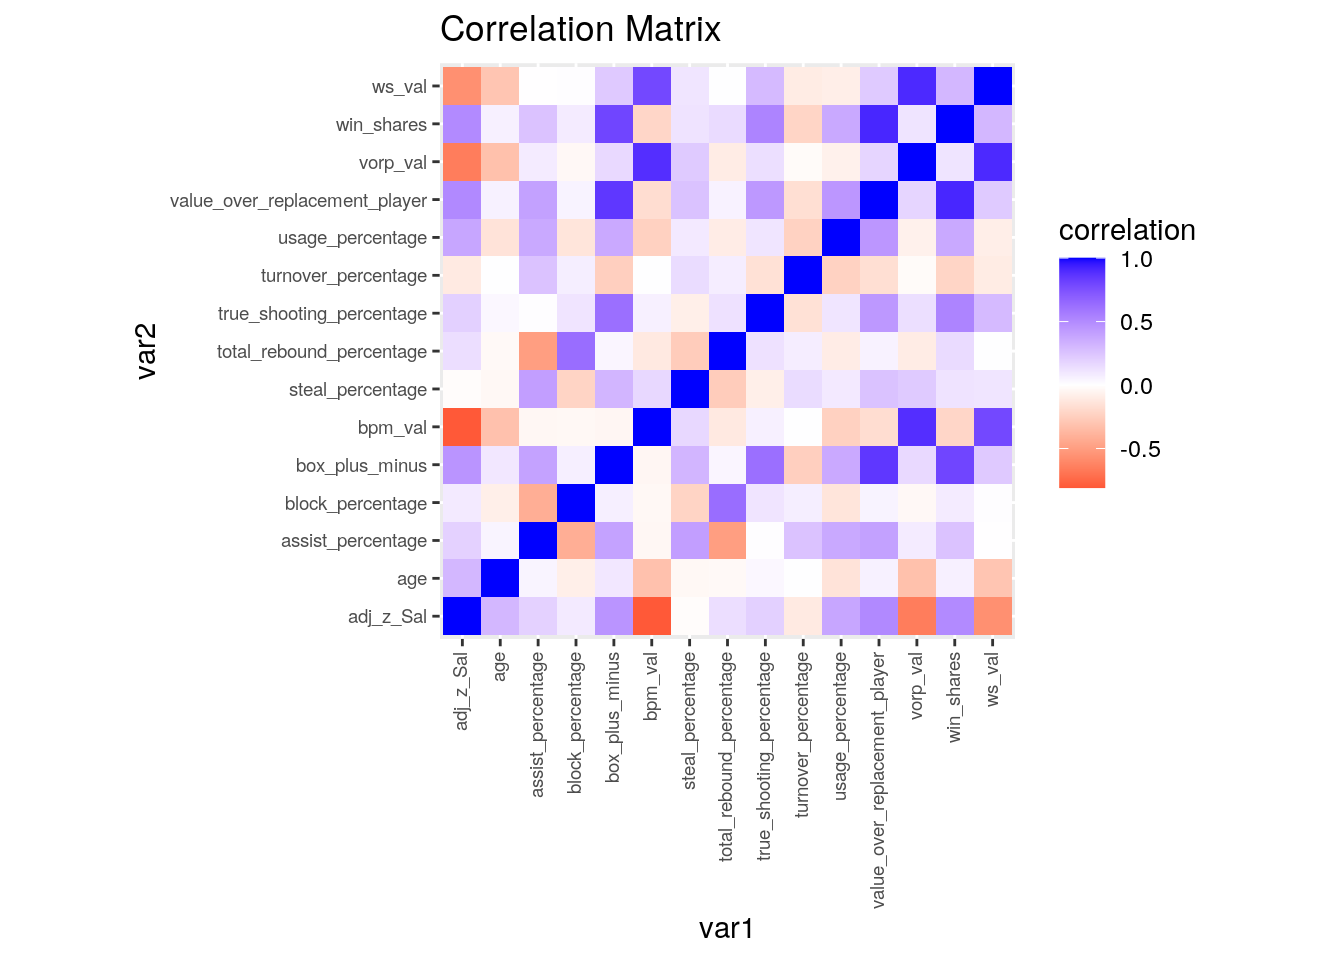 Correlation Matrix
var2
ws_val
win_shares
vorp_val
value_over_replacement_player
usage_percentage
turnover_percentage
true_shooting_percentage
total_rebound_percentage
steal_percentage
bpm_val
box_plus_minus
block_percentage
assist_percentage
age
adj_z_Sal
adj_z_Sal
age
assist_percentage
block_percentage
box_plus_minus
bpm_val
steal_percentage
total_rebound_percentage
true_shooting_percentage
turnover_percentage
usage_percentage
value_over_replacement_player
vorp_val
win_shares
ws_val
var1
correlation
1.0
0.5
0.0
-0.5